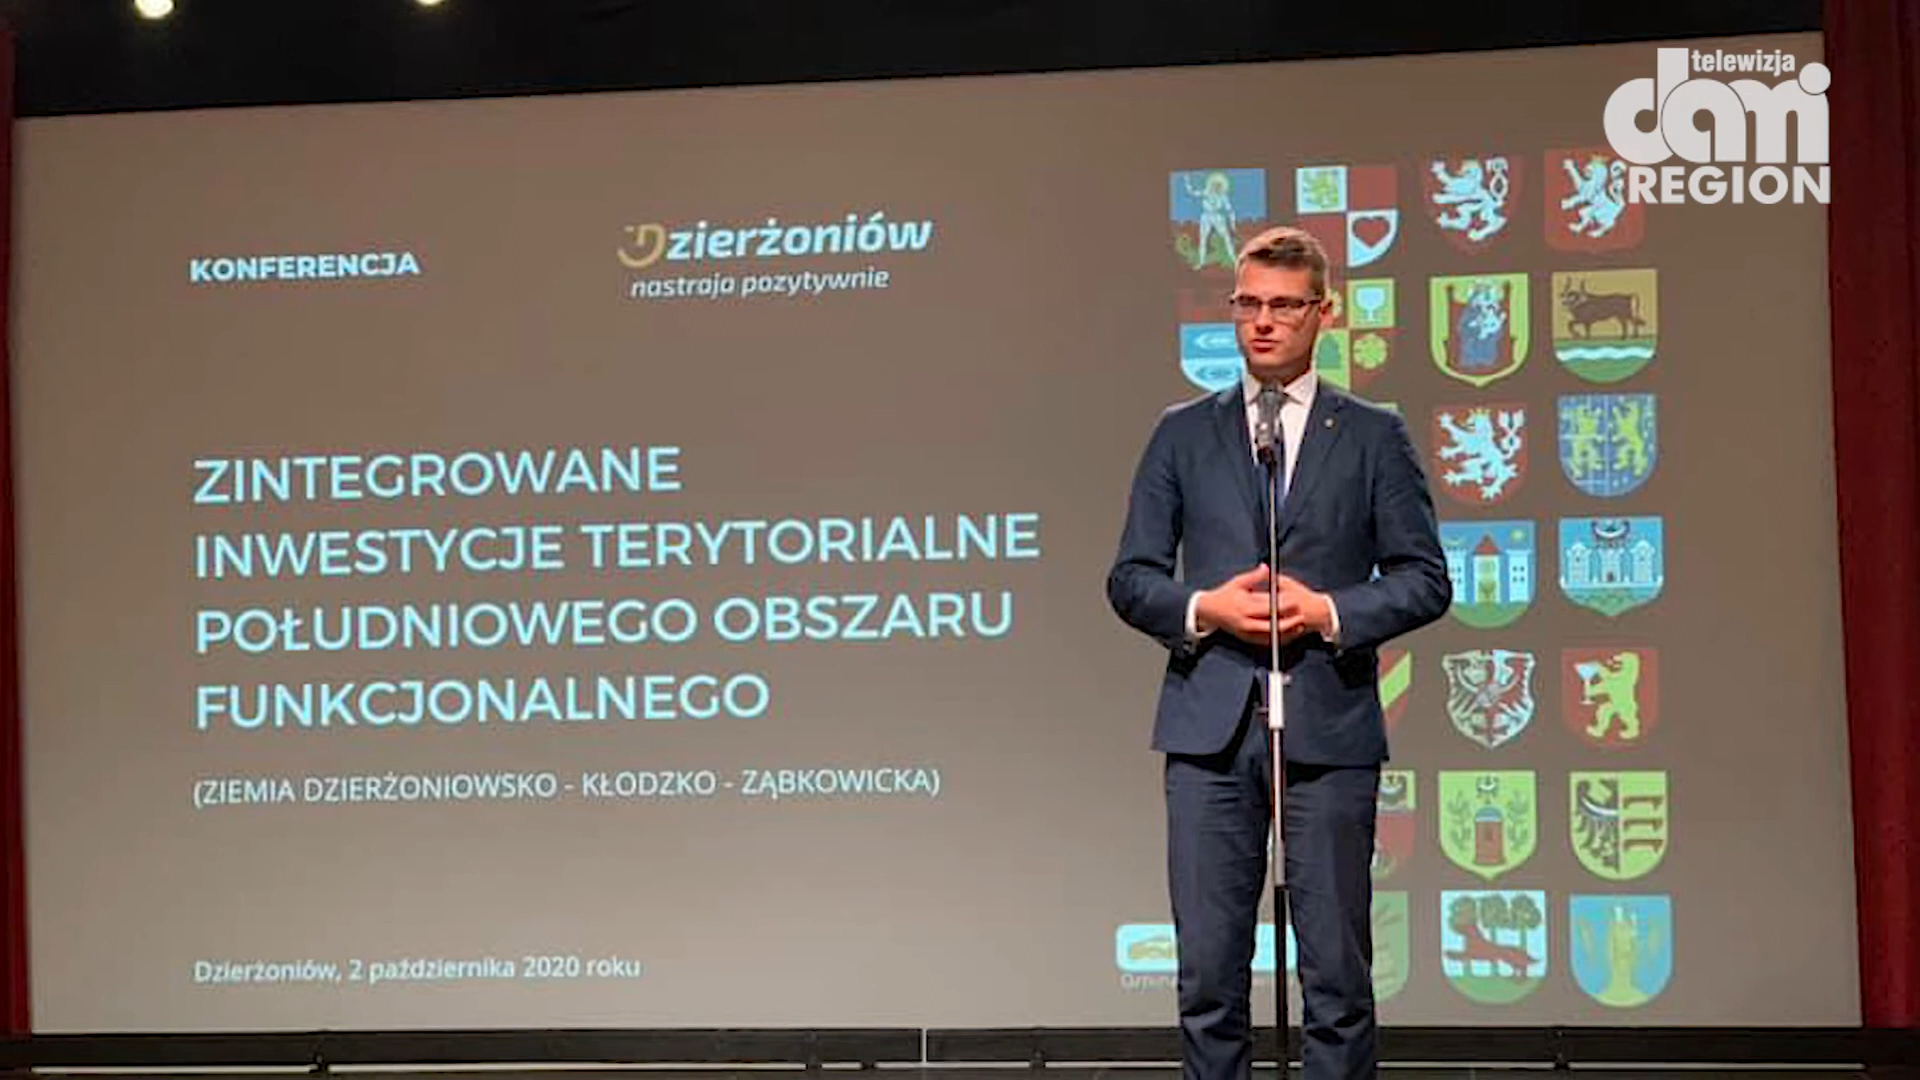 telewizja
dami
REGION
KONFERENCJA
Dzierżoniów
nastraja pozytywnie
ZINTEGROWANE
INWESTYCJE TERYTORIALNE
POŁUDNIOWEGO OBSZARU
FUNKCJONALNEGO
(ZIEMIA DZIERŻONIOWSKO - KŁODZKO - ZĄBKOWICKA)
Dzierżoniów, 2 października 2020 roku